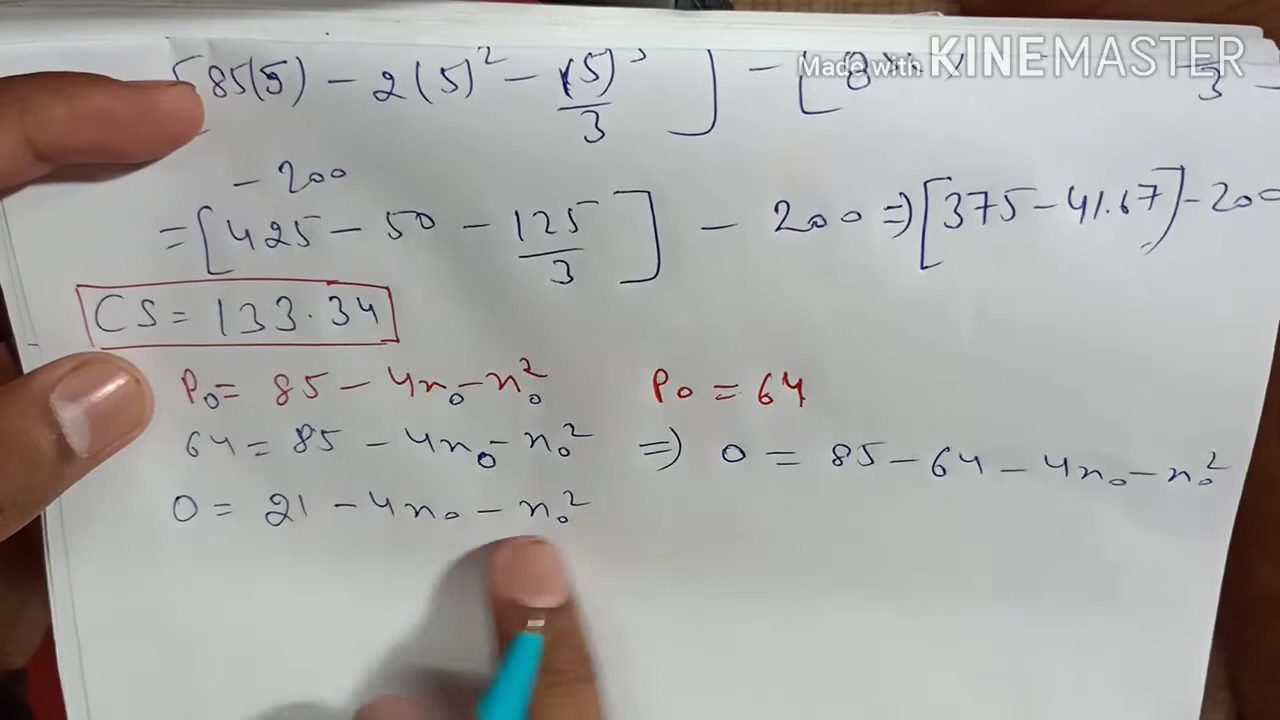 Made with KINEMASTER
[85(5) - 2(5)² - (5)³/3] - [8
- 200
= [425 - 50 - 125/3] - 200 ⇒ [375 - 41.67] - 200
CS = 133.34
P₀ = 85 - 4x₀ - x₀² P₀ = 64
64 = 85 - 4x₀ - x₀² ⇒ 0 = 85 - 64 - 4x₀ - x₀²
0 = 21 - 4x₀ - x₀²